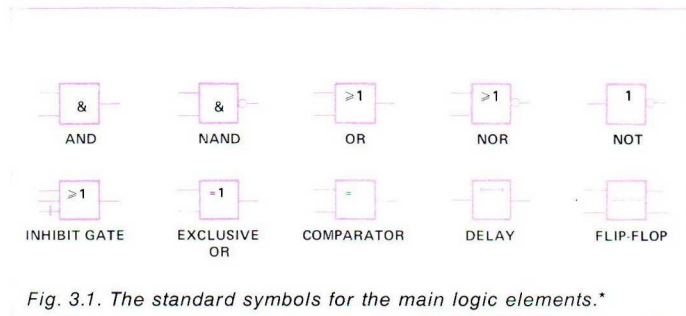 & & ⩾1 ⩾1 1
AND NAND OR NOR NOT
⩾1 =1 =
INHIBIT GATE EXCLUSIVE OR COMPARATOR DELAY FLIP-FLOP
Fig. 3.1. The standard symbols for the main logic elements.*